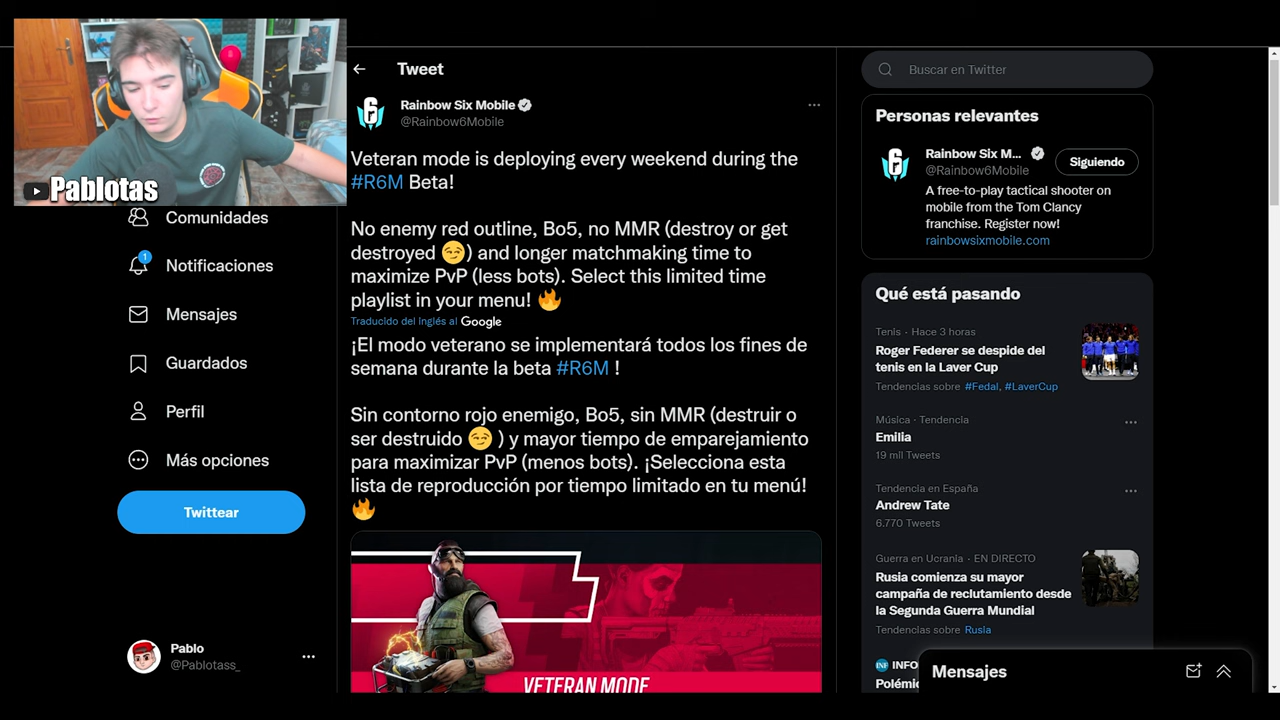 Pablotas
Comunidades
1
Notificaciones
Mensajes
Guardados
Perfil
Más opciones
Twittear
Pablo
@Pablotass_
Tweet
Rainbow Six Mobile
@Rainbow6Mobile
Veteran mode is deploying every weekend during the
#R6M Beta!
No enemy red outline, Bo5, no MMR (destroy or get
destroyed 😏) and longer matchmaking time to
maximize PvP (less bots). Select this limited time
playlist in your menu! 🔥
Traducido del inglés al Google
¡El modo veterano se implementará todos los fines de
semana durante la beta #R6M !
Sin contorno rojo enemigo, Bo5, sin MMR (destruir o
ser destruido 😏 ) y mayor tiempo de emparejamiento
para maximizar PvP (menos bots). ¡Selecciona esta
lista de reproducción por tiempo limitado en tu menú!
🔥
VETERAN MODE
Buscar en Twitter
Personas relevantes
Rainbow Six M...
@Rainbow6Mobile
Siguiendo
A free-to-play tactical shooter on
mobile from the Tom Clancy
franchise. Register now!
rainbowsixmobile.com
Qué está pasando
Tenis · Hace 3 horas
Roger Federer se despide del
tenis en la Laver Cup
Tendencias sobre #Fedal, #LaverCup
Música · Tendencia
Emilia
19 mil Tweets
Tendencia en España
Andrew Tate
6.770 Tweets
Guerra en Ucrania · EN DIRECTO
Rusia comienza su mayor
campaña de reclutamiento desde
la Segunda Guerra Mundial
Tendencias sobre Rusia
INFO
Polémic
Mensajes